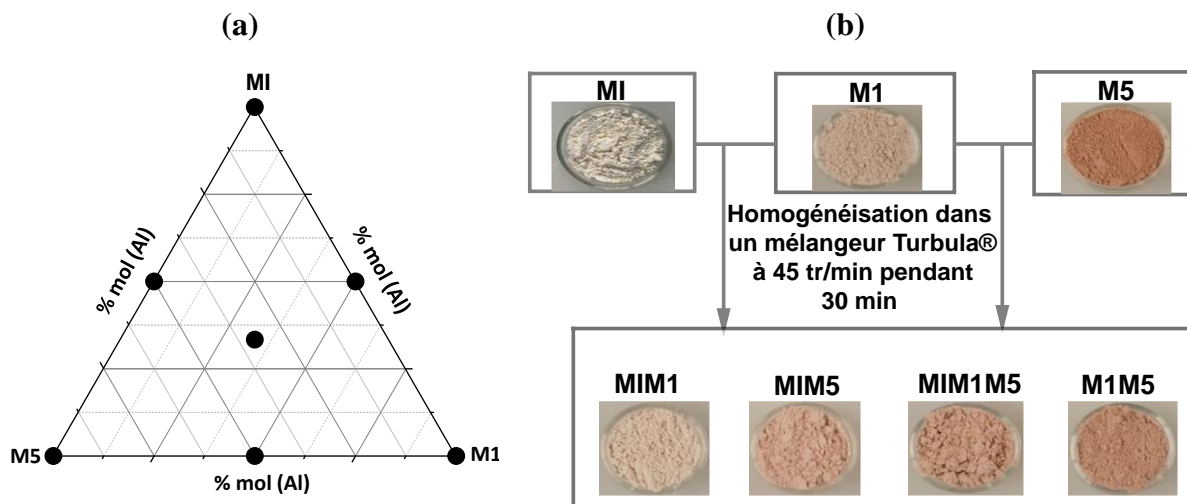 (a)
MI
% mol (Al)
% mol (Al)
M5
M1
% mol (Al)
(b)
MI
M1
M5
Homogénéisation dans
un mélangeur Turbula®
à 45 tr/min pendant
30 min
MIM1
MIM5
MIM1M5
M1M5